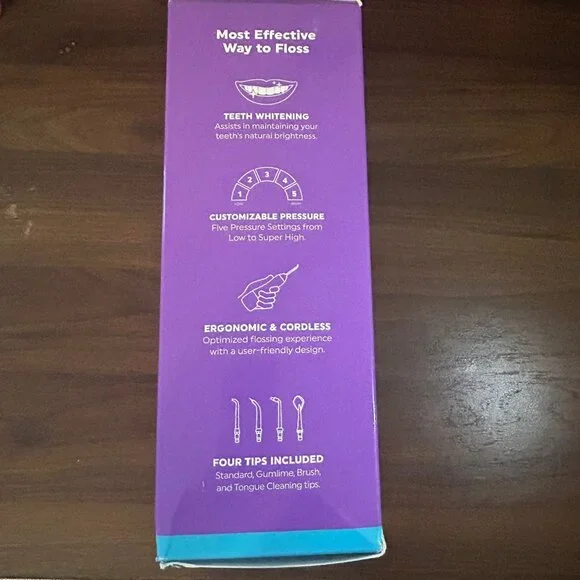 Most Effective
Way to Floss
TEETH WHITENING
Assists in maintaining your
teeth's natural brightness.
1 2 3 4 5
LOW HIGH
CUSTOMIZABLE PRESSURE
Five Pressure Settings from
Low to Super High.
ERGONOMIC & CORDLESS
Optimized flossing experience
with a user-friendly design.
FOUR TIPS INCLUDED
Standard, Gumlime, Brush,
and Tongue Cleaning tips.